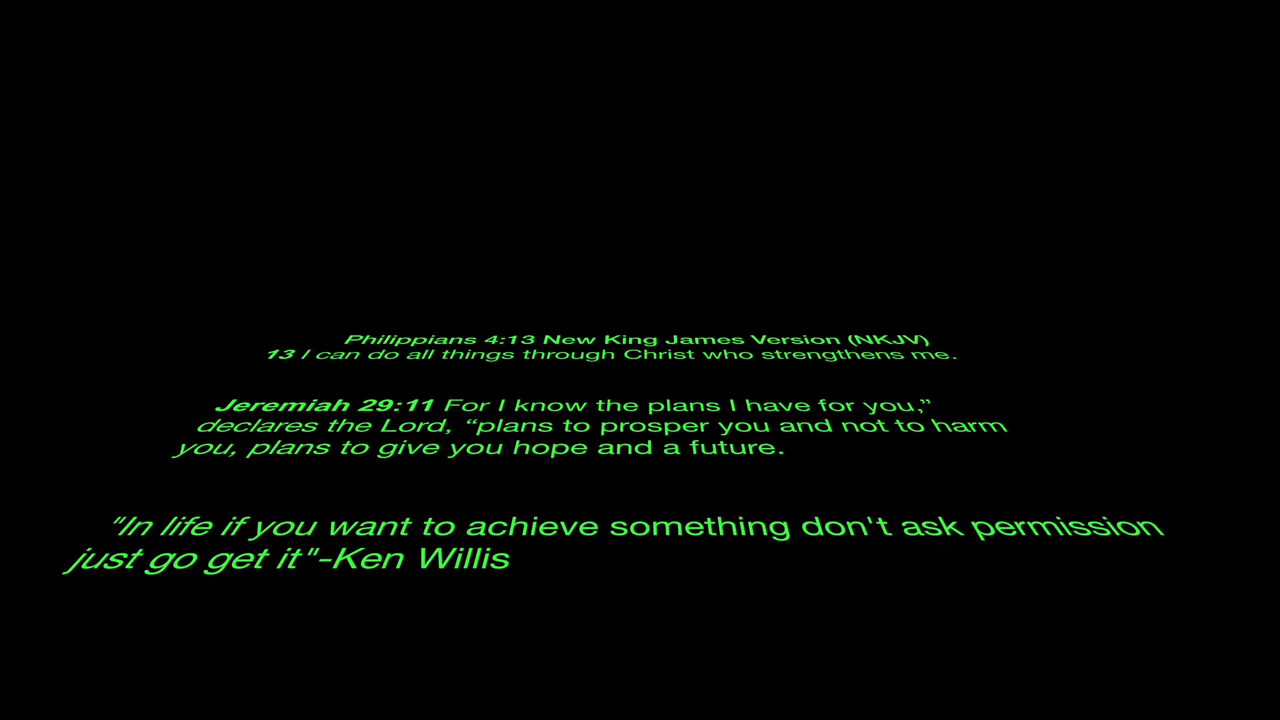 Philippians 4:13 New King James Version (NKJV)
13 I can do all things through Christ who strengthens me.
Jeremiah 29:11 For I know the plans I have for you,”
declares the Lord, “plans to prosper you and not to harm
you, plans to give you hope and a future.
"In life if you want to achieve something don't ask permission
just go get it"-Ken Willis